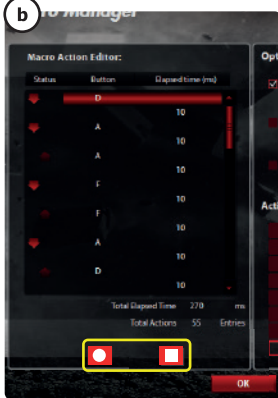 b
Macro Manager
Macro Action Editor:
Opt
Status Button Elapsed time (ms)
D
10
A
10
A
10
F
10
F
10
A
10
D
10
Acti
Total Elapsed Time 270 ms
Total Actions 55 Entries
OK